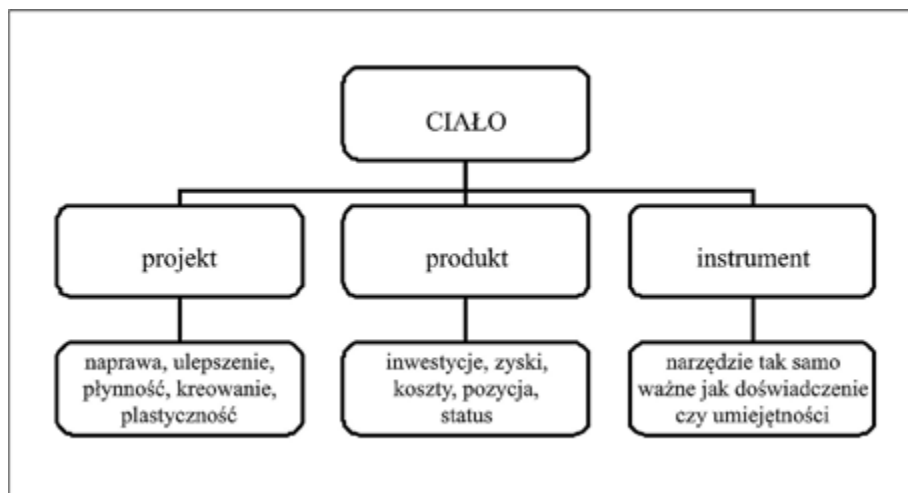 CIAŁO
projekt
produkt
instrument
naprawa, ulepszenie,
płynność, kreowanie,
plastyczność
inwestycje, zyski,
koszty, pozycja,
status
narzędzie tak samo
ważne jak doświadczenie
czy umiejętności